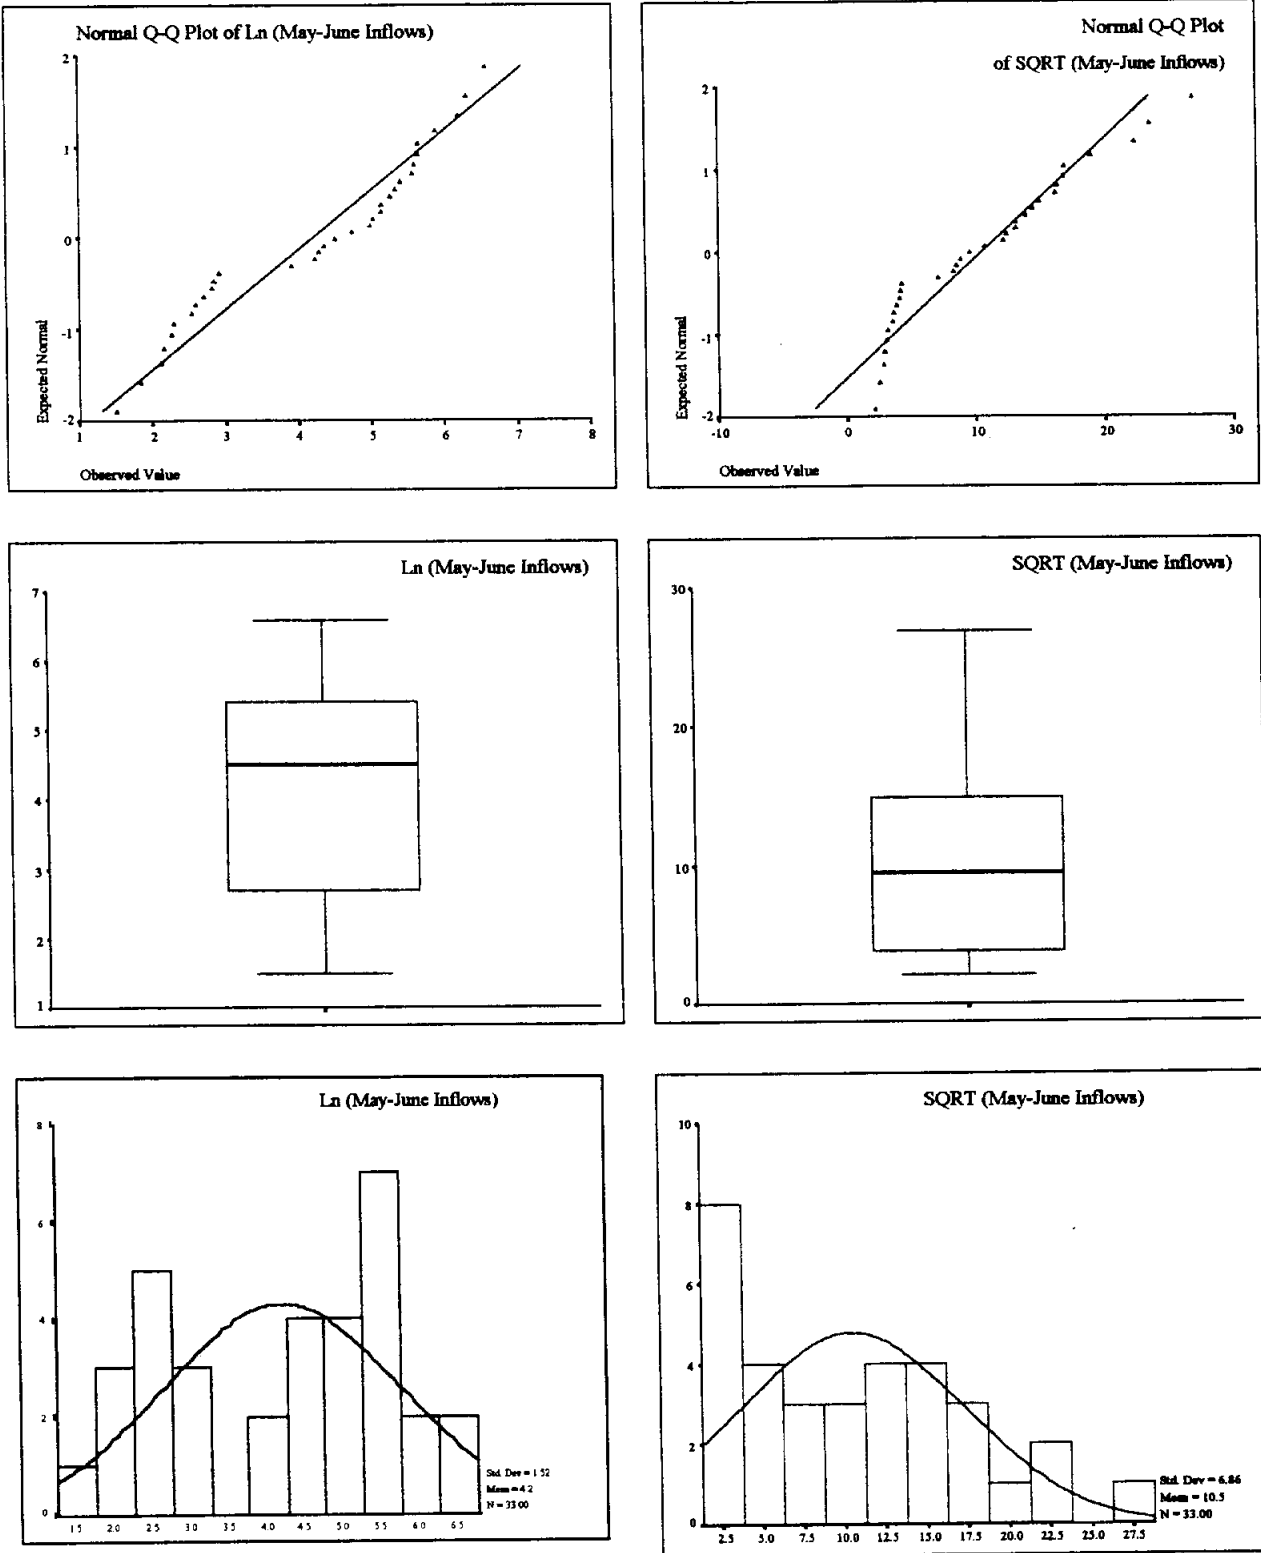 Normal Q-Q Plot of Ln (May-June Inflows)
2
1
0
-1
-2
Expected Normal
1 2 3 4 5 6 7 8
Observed Value
Normal Q-Q Plot
of SQRT (May-June Inflows)
2
1
0
-1
-2
Expected Normal
-10 0 10 20 30
Observed Value
Ln (May-June Inflows)
7
6
5
4
3
2
1
SQRT (May-June Inflows)
30
20
10
0
Ln (May-June Inflows)
8
6
4
2
0
Std. Dev = 1 52
Mean = 4.2
N = 33 00
1 5 2 0 2 5 3 0 3 5 4 0 4 5 5 0 5 5 6 0 6 5
SQRT (May-June Inflows)
10
8
6
4
2
0
Std. Dev = 6.86
Mean = 10.5
N = 33.00
2.5 5.0 7.5 10.0 12.5 15.0 17.5 20.0 22.5 25.0 27.5